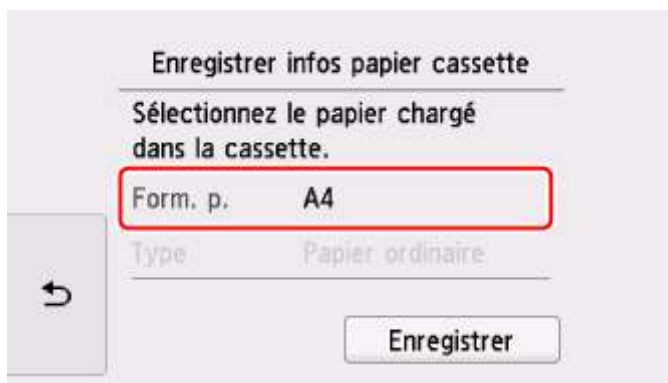 Enregistrer infos papier cassette
Sélectionnez le papier chargé
dans la cassette.
Form. p. A4
Type Papier ordinaire
Enregistrer